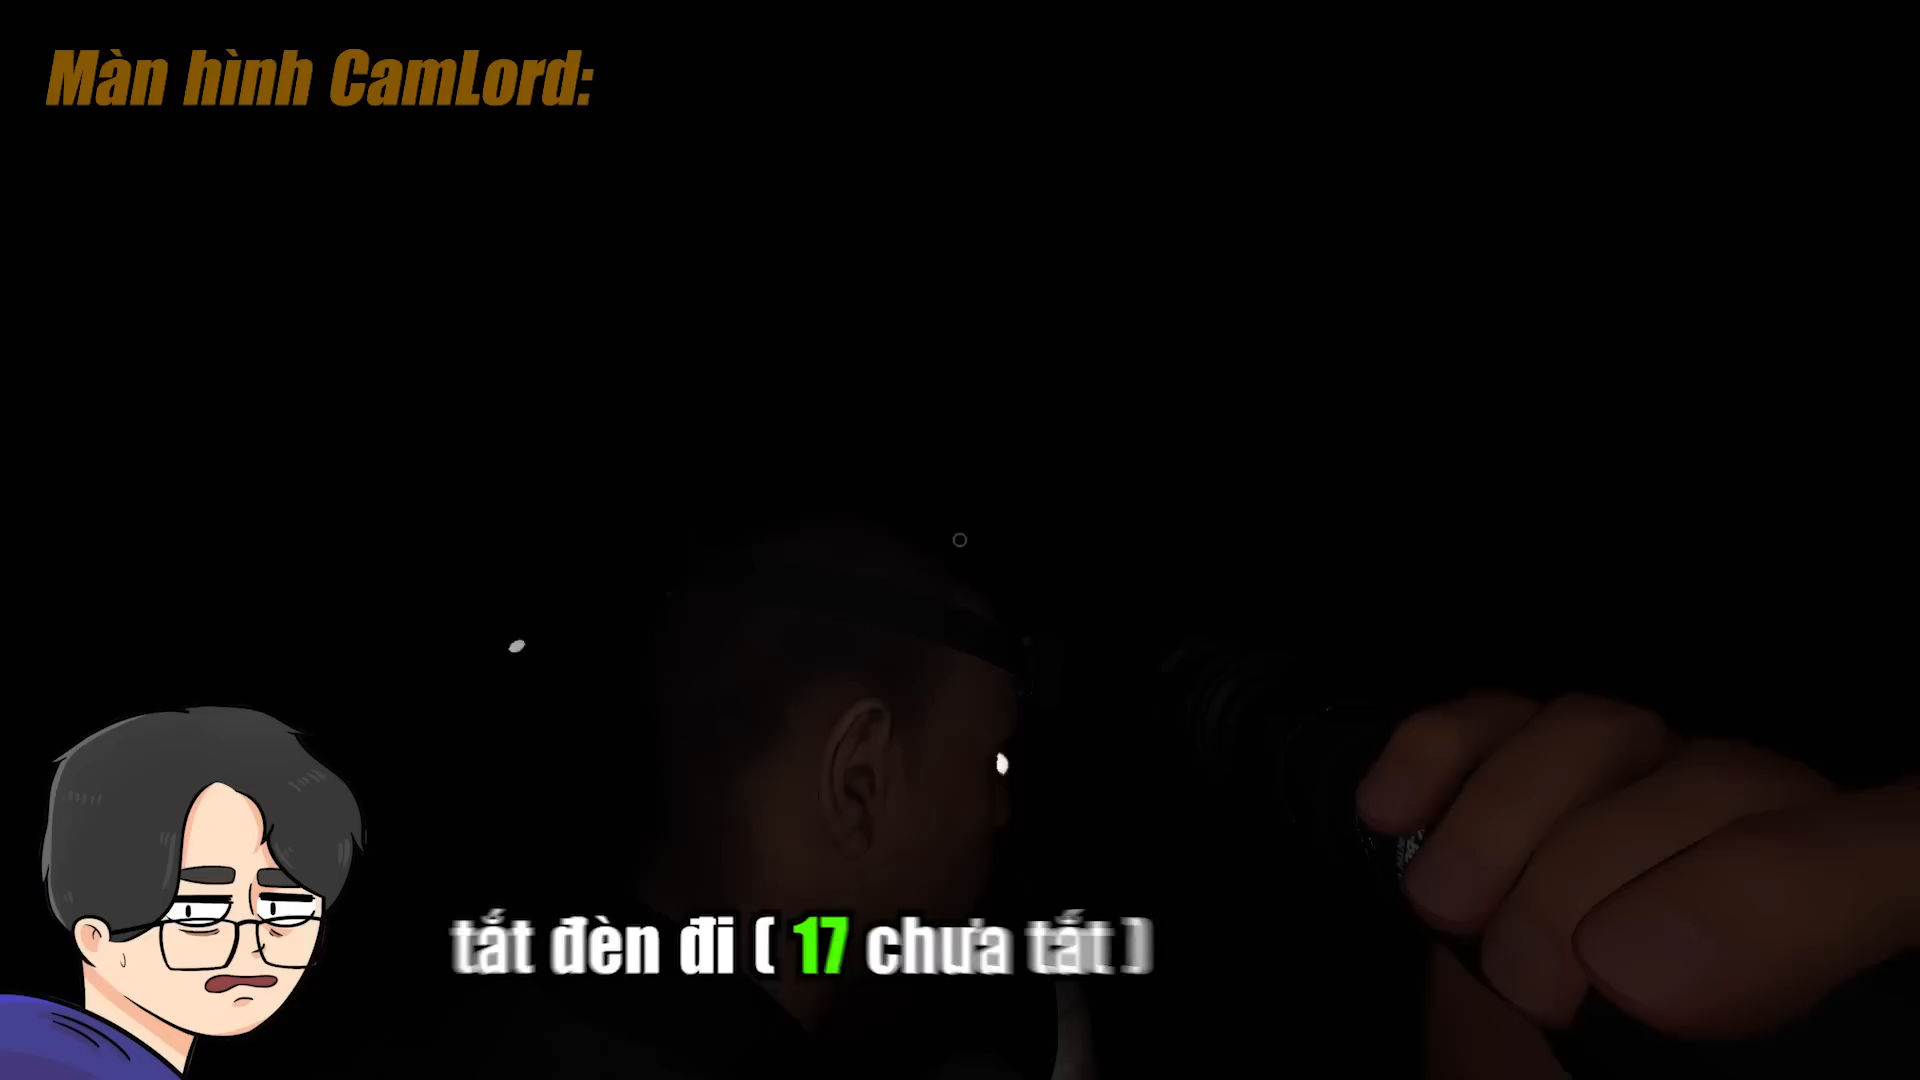 Màn hình CamLord:
tắt đèn đi ( 17 chưa tắt )